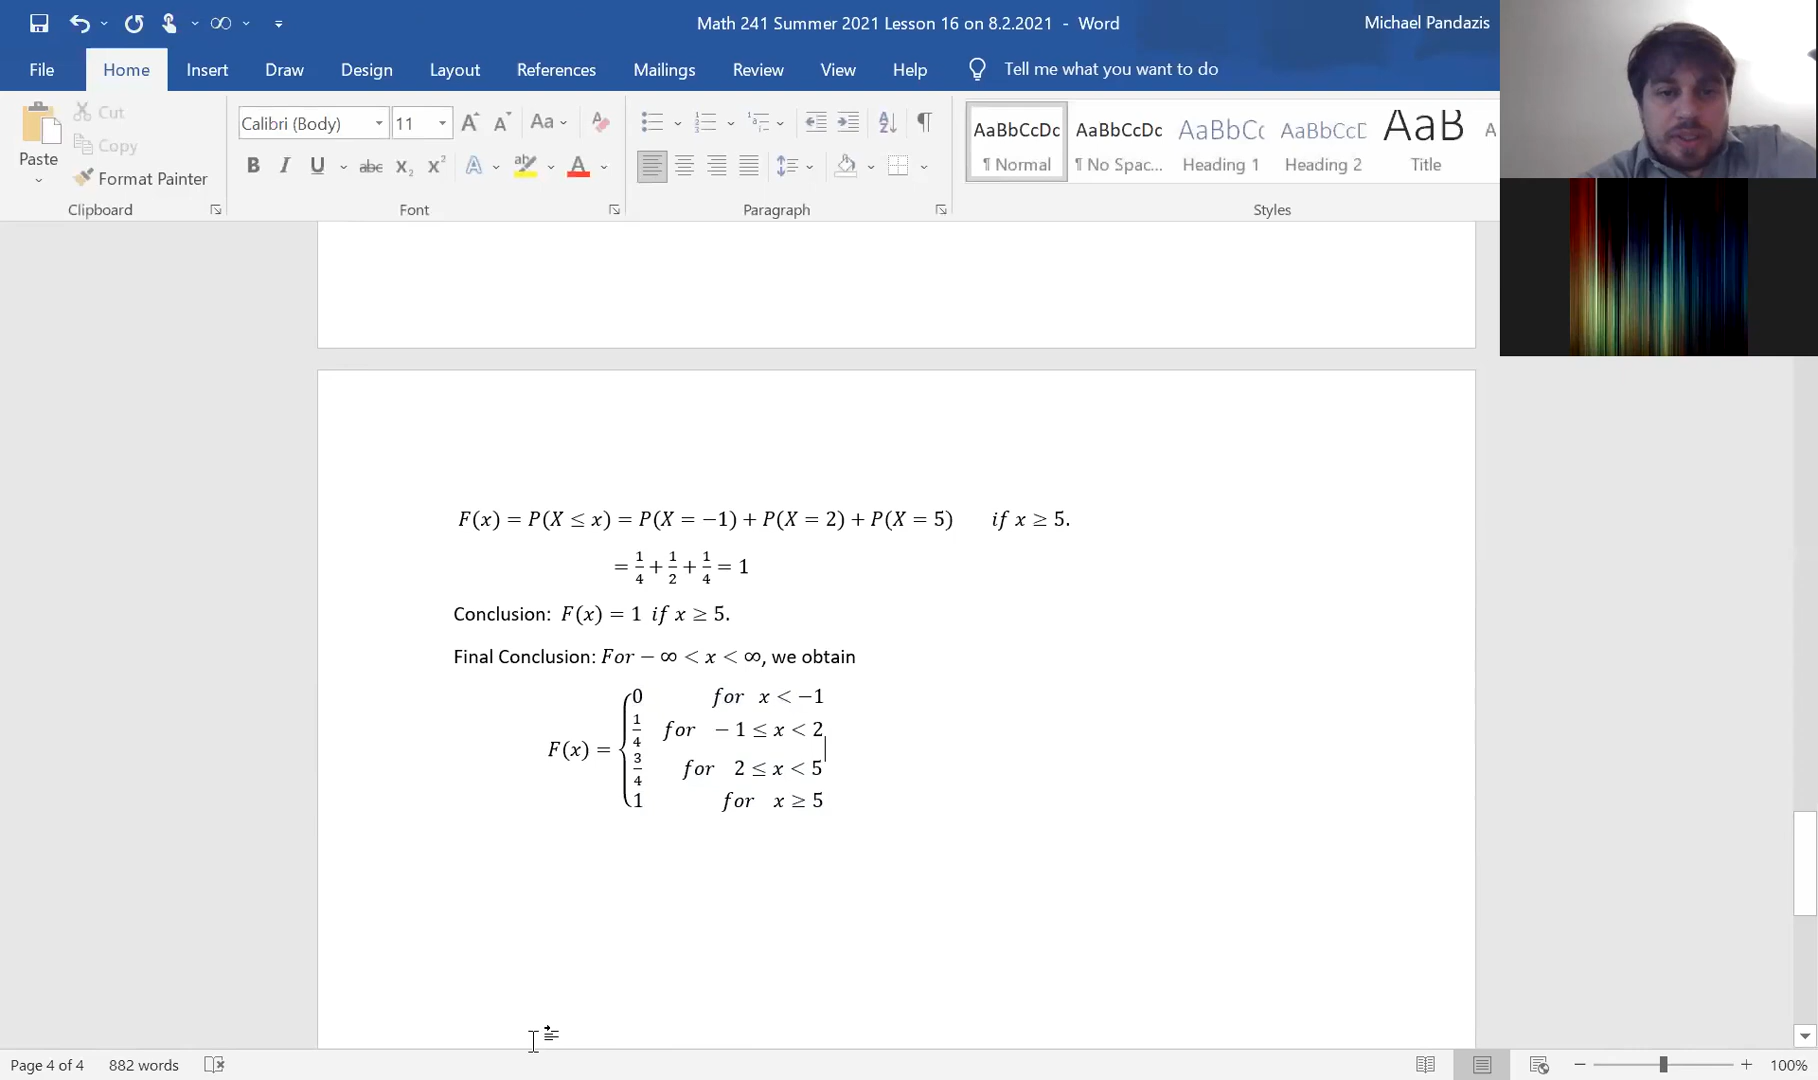 Math 241 Summer 2021 Lesson 16 on 8.2.2021 - Word
Michael Pandazis
File Home Insert Draw Design Layout References Mailings Review View Help Tell me what you want to do
Paste
Cut
Copy
Format Painter
Clipboard
Calibri (Body) 11
Aa
B I U abc X₂ X² A ab A
Font
Paragraph
AaBbCcDc AaBbCcDc AaBbCc AaBbCcD AaB A
¶ Normal ¶ No Spac... Heading 1 Heading 2 Title
Styles
F(x) = P(X ≤ x) = P(X = −1) + P(X = 2) + P(X = 5) if x ≥ 5.
= 1/4 + 1/2 + 1/4 = 1
Conclusion: F(x) = 1 if x ≥ 5.
Final Conclusion: For − ∞ < x < ∞, we obtain
F(x) = {
0 for x < −1
1/4 for − 1 ≤ x < 2
3/4 for 2 ≤ x < 5
1 for x ≥ 5
Page 4 of 4 882 words 100%